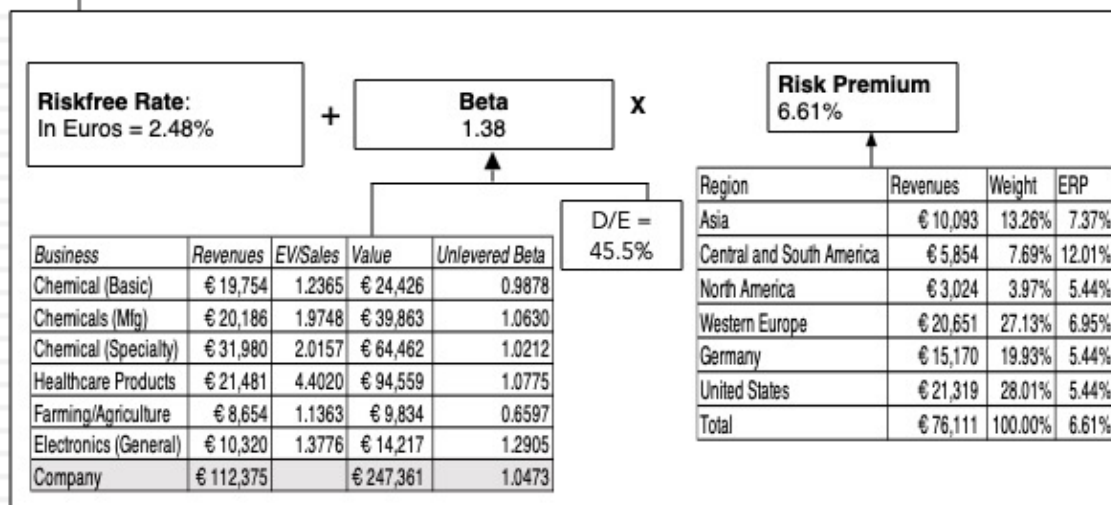 Riskfree Rate:
In Euros = 2.48%
+
Beta
1.38
X
Risk Premium
6.61%
D/E =
45.5%
Business Revenues EV/Sales Value Unlevered Beta
Chemical (Basic) € 19,754 1.2365 € 24,426 0.9878
Chemicals (Mfg) € 20,186 1.9748 € 39,863 1.0630
Chemical (Specialty) € 31,980 2.0157 € 64,462 1.0212
Healthcare Products € 21,481 4.4020 € 94,559 1.0775
Farming/Agriculture € 8,654 1.1363 € 9,834 0.6597
Electronics (General) € 10,320 1.3776 € 14,217 1.2905
Company € 112,375 € 247,361 1.0473
Region Revenues Weight ERP
Asia € 10,093 13.26% 7.37%
Central and South America € 5,854 7.69% 12.01%
North America € 3,024 3.97% 5.44%
Western Europe € 20,651 27.13% 6.95%
Germany € 15,170 19.93% 5.44%
United States € 21,319 28.01% 5.44%
Total € 76,111 100.00% 6.61%